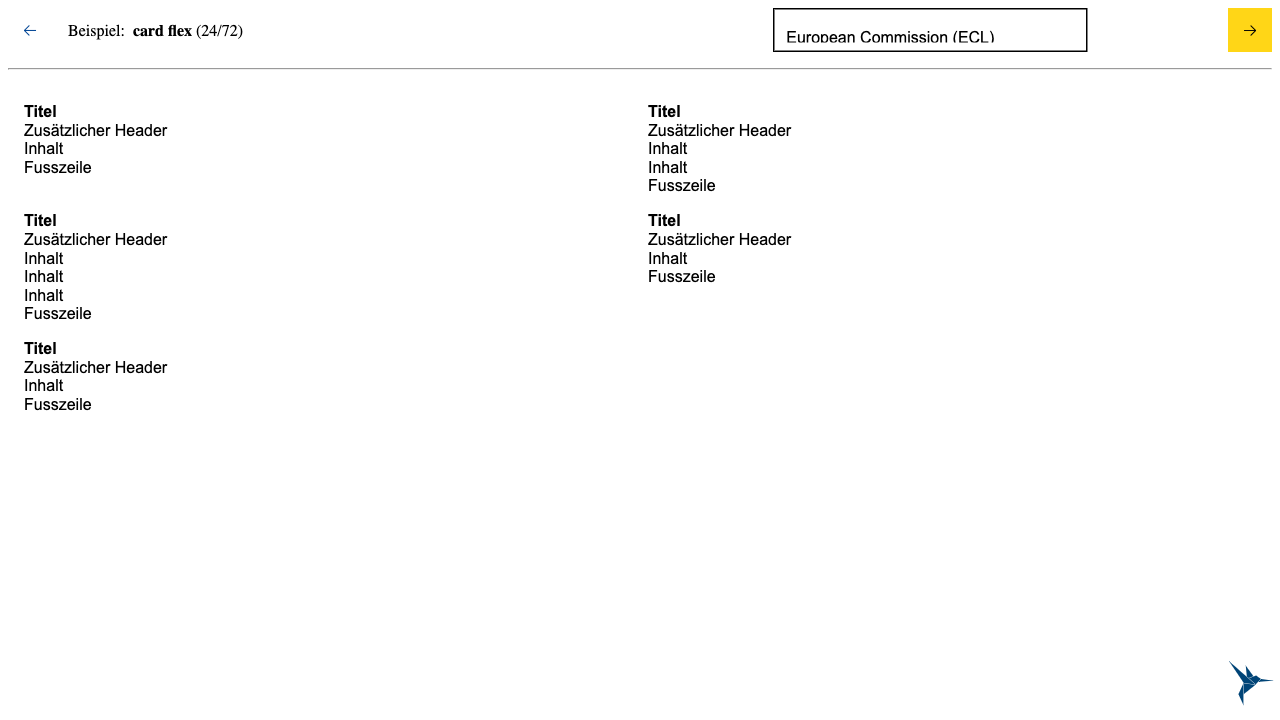 Beispiel: card flex (24/72)
European Commission (ECL)
Titel
Zusätzlicher Header
Inhalt
Fusszeile
Titel
Zusätzlicher Header
Inhalt
Inhalt
Fusszeile
Titel
Zusätzlicher Header
Inhalt
Inhalt
Inhalt
Fusszeile
Titel
Zusätzlicher Header
Inhalt
Fusszeile
Titel
Zusätzlicher Header
Inhalt
Fusszeile